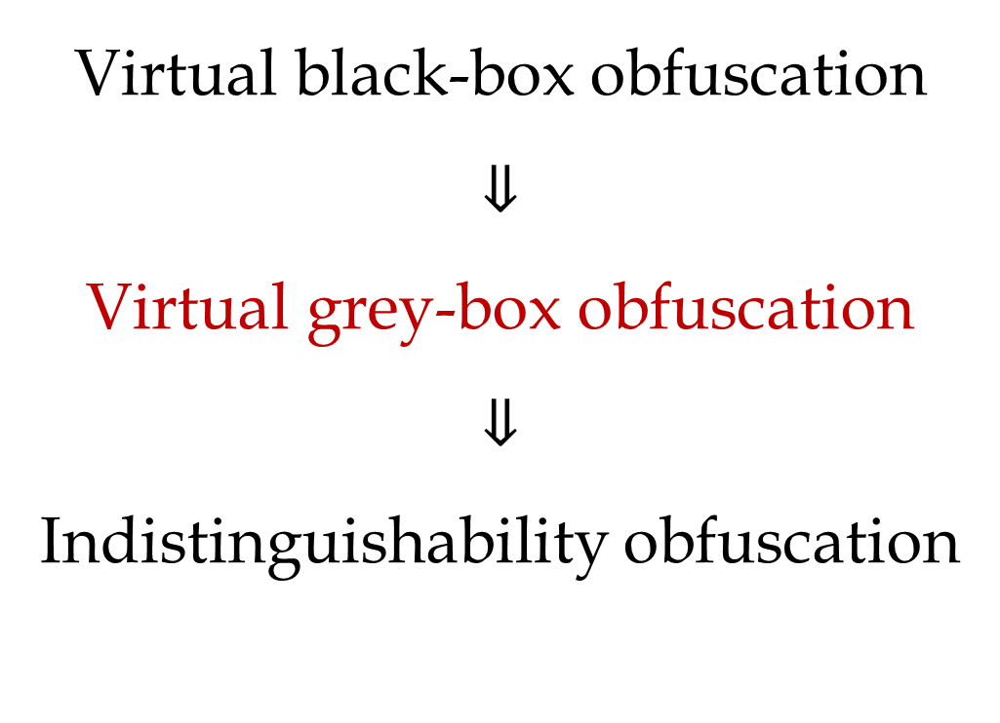 Virtual black-box obfuscation
⇓
Virtual grey-box obfuscation
⇓
Indistinguishability obfuscation